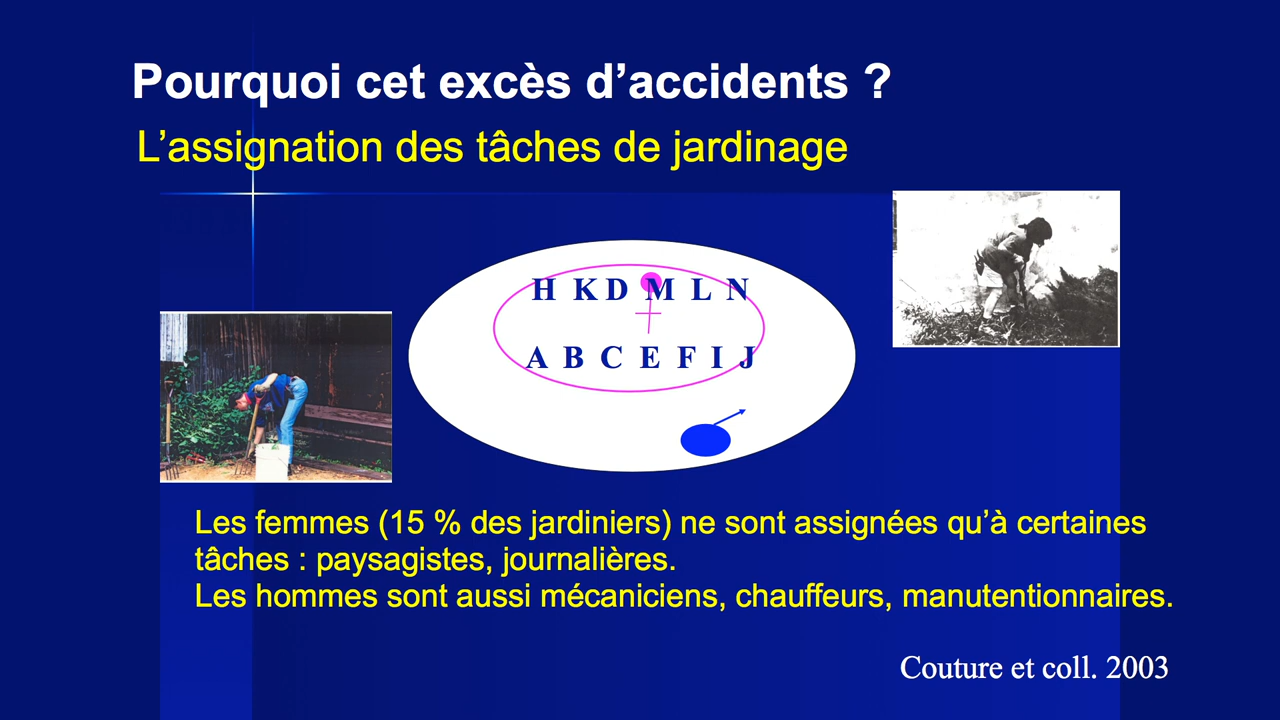 Pourquoi cet excès d’accidents ?
L’assignation des tâches de jardinage
H K D M L N
A B C E F I J
Les femmes (15 % des jardiniers) ne sont assignées qu’à certaines
tâches : paysagistes, journalières.
Les hommes sont aussi mécaniciens, chauffeurs, manutentionnaires.
Couture et coll. 2003